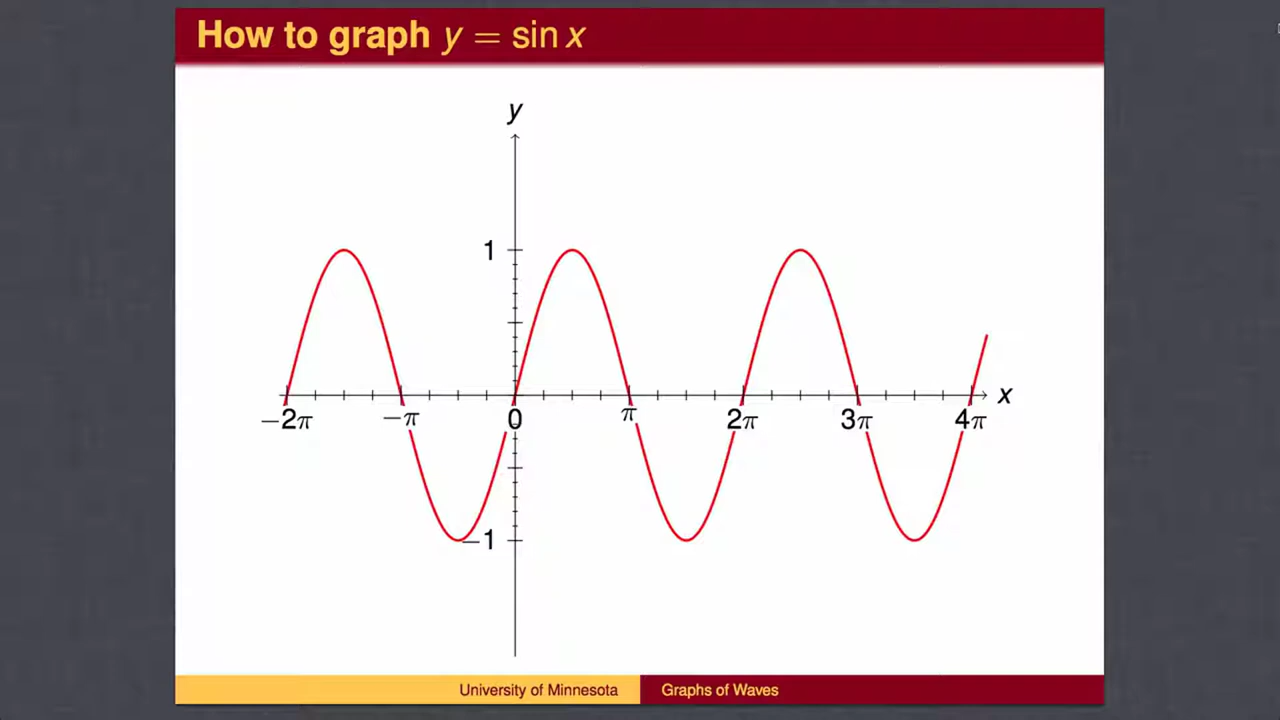 How to graph y = sin x
y
1
x
−2π −π 0 π 2π 3π 4π
−1
University of Minnesota Graphs of Waves